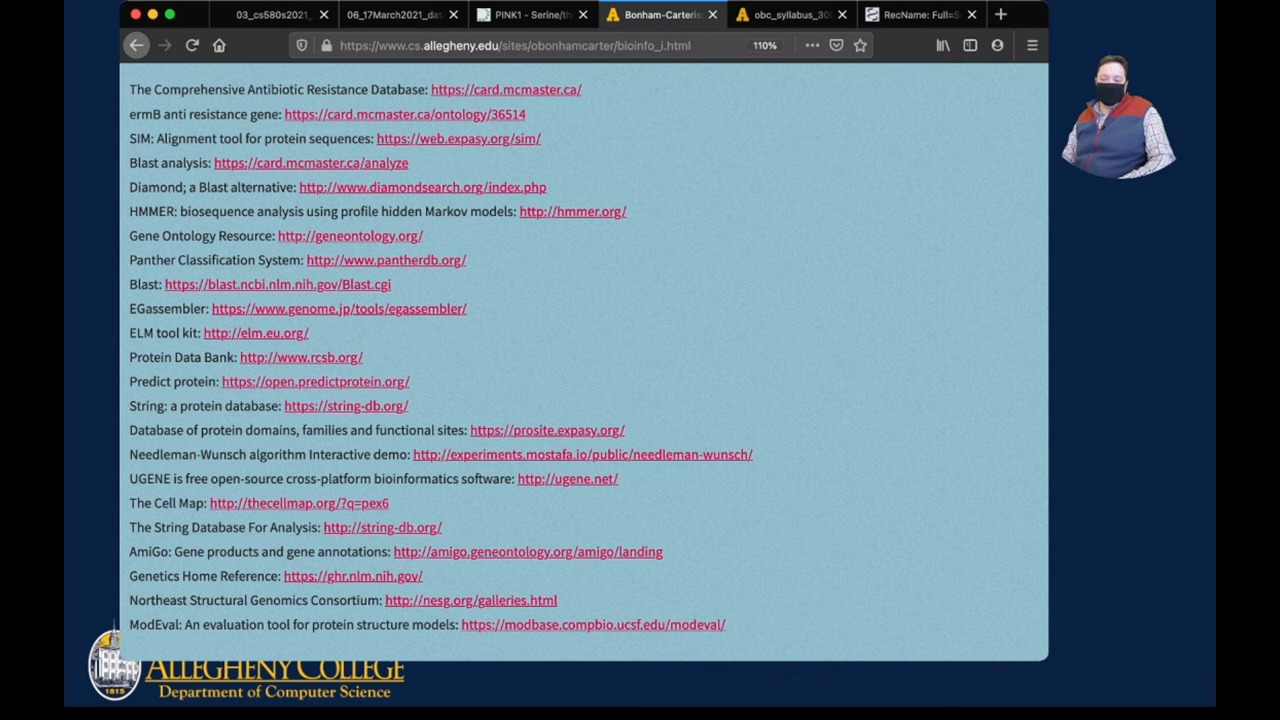 03_cs580s2021_
06_17March2021_dat
PINK1 - Serine/th
Bonham-Carteris
obc_syllabus_300
RecName: Full=S
https://www.cs.allegheny.edu/sites/obonhamcarter/bioinfo_i.html
110%
The Comprehensive Antibiotic Resistance Database: https://card.mcmaster.ca/
ermB anti resistance gene: https://card.mcmaster.ca/ontology/36514
SIM: Alignment tool for protein sequences: https://web.expasy.org/sim/
Blast analysis: https://card.mcmaster.ca/analyze
Diamond; a Blast alternative: http://www.diamondsearch.org/index.php
HMMER: biosequence analysis using profile hidden Markov models: http://hmmer.org/
Gene Ontology Resource: http://geneontology.org/
Panther Classification System: http://www.pantherdb.org/
Blast: https://blast.ncbi.nlm.nih.gov/Blast.cgi
EGassembler: https://www.genome.jp/tools/egassembler/
ELM tool kit: http://elm.eu.org/
Protein Data Bank: http://www.rcsb.org/
Predict protein: https://open.predictprotein.org/
String: a protein database: https://string-db.org/
Database of protein domains, families and functional sites: https://prosite.expasy.org/
Needleman-Wunsch algorithm Interactive demo: http://experiments.mostafa.io/public/needleman-wunsch/
UGENE is free open-source cross-platform bioinformatics software: http://ugene.net/
The Cell Map: http://thecellmap.org/?q=pex6
The String Database For Analysis: http://string-db.org/
AmiGo: Gene products and gene annotations: http://amigo.geneontology.org/amigo/landing
Genetics Home Reference: https://ghr.nlm.nih.gov/
Northeast Structural Genomics Consortium: http://nesg.org/galleries.html
ModEval: An evaluation tool for protein structure models: https://modbase.compbio.ucsf.edu/modeval/
ALLEGHENY COLLEGE
Department of Computer Science
1815